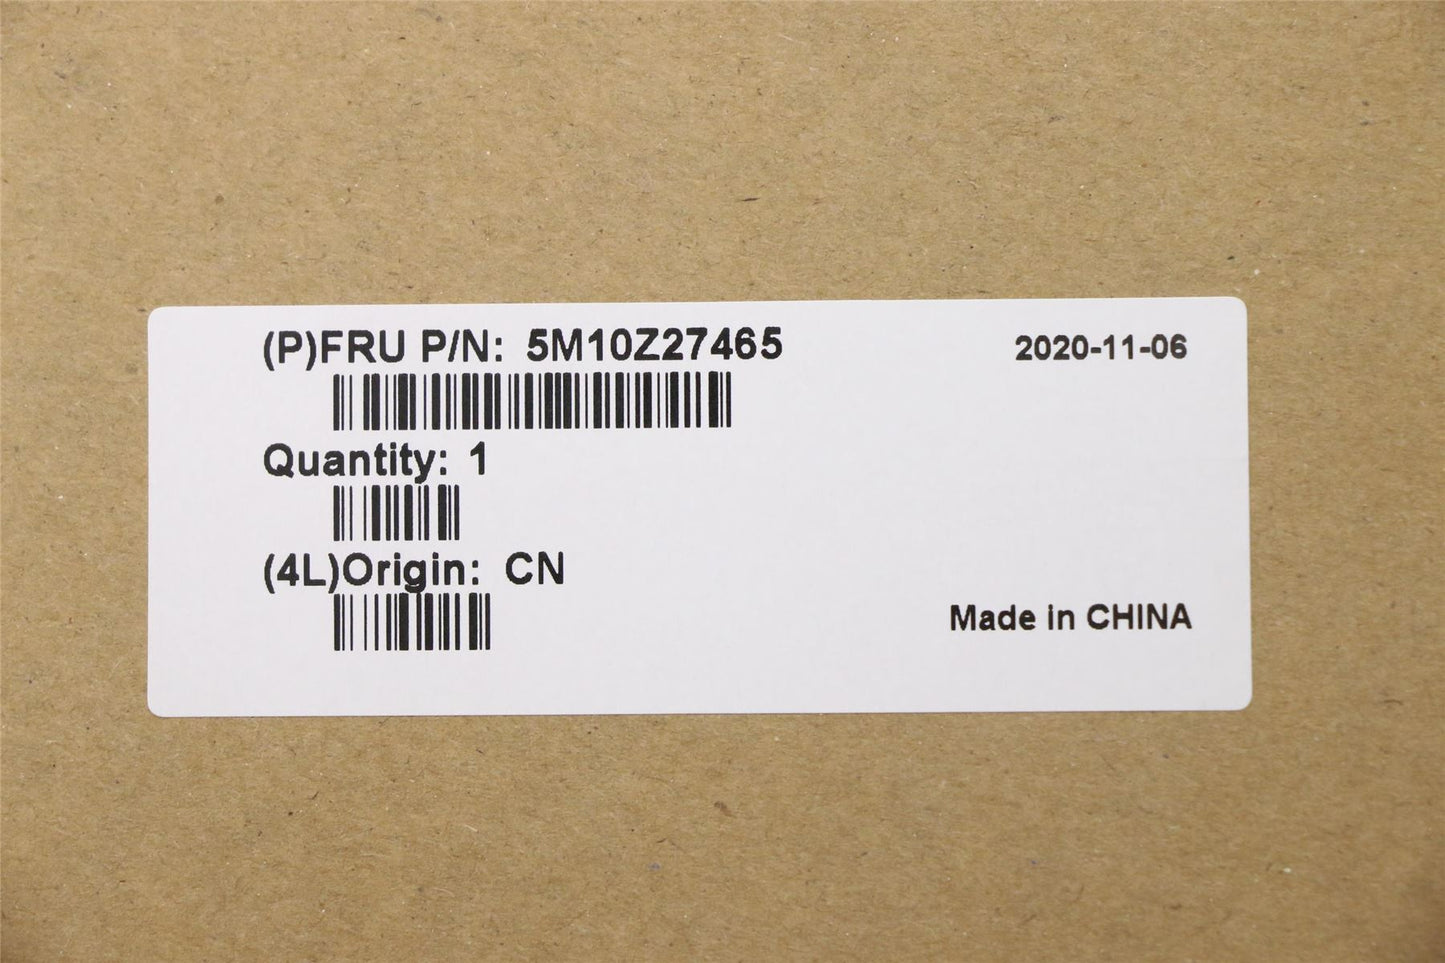 (P)FRU P/N: 5M10Z27465
2020-11-06
Quantity: 1
(4L)Origin: CN
Made in CHINA